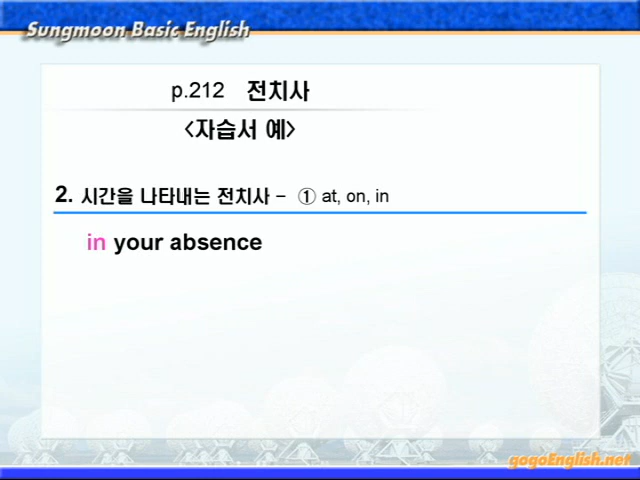 Sungmoon Basic English
p.212 전치사
<자습서 예>
2. 시간을 나타내는 전치사 - ① at, on, in
in your absence
gogoEnglish.net